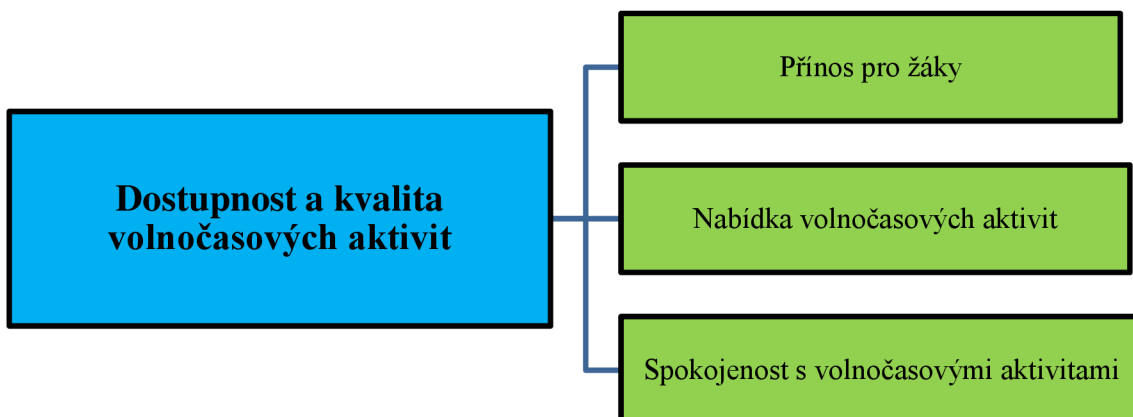 Dostupnost a kvalita
volnočasových aktivit
Přínos pro žáky
Nabídka volnočasových aktivit
Spokojenost s volnočasovými aktivitami